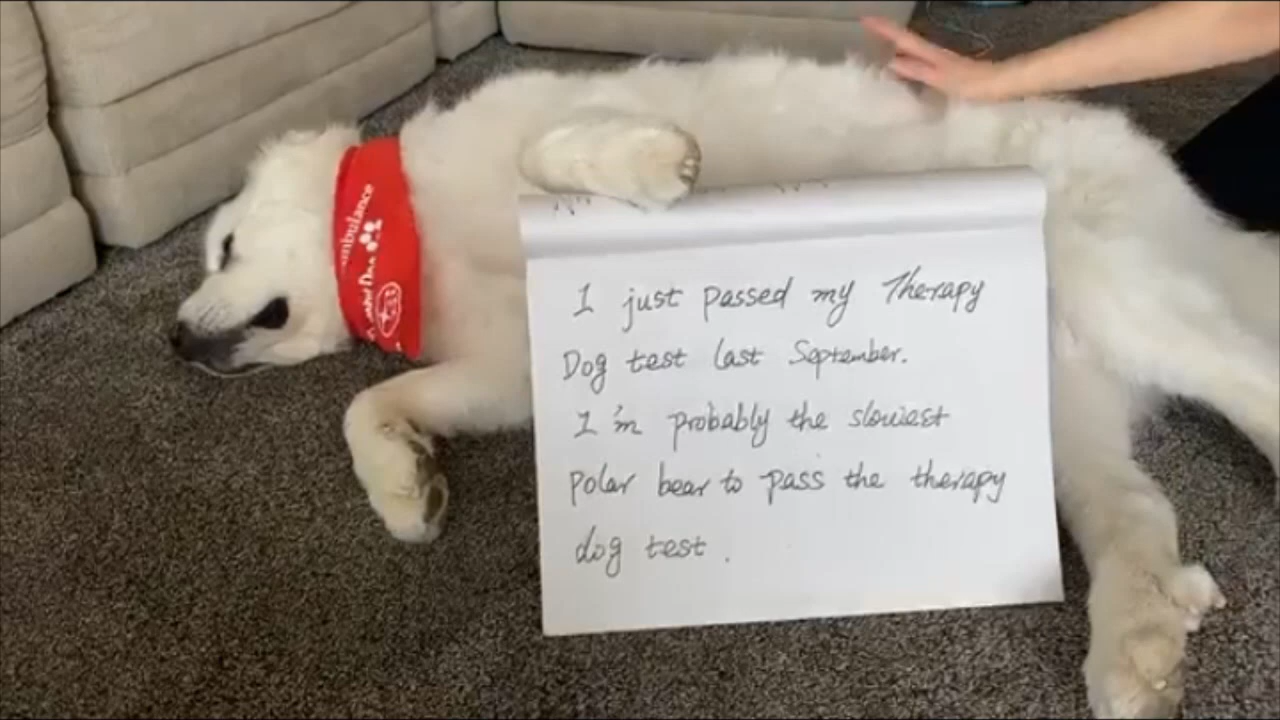 ambulance
I just passed my Therapy
Dog test last September.
I'm probably the slowest
polar bear to pass the therapy
dog test.